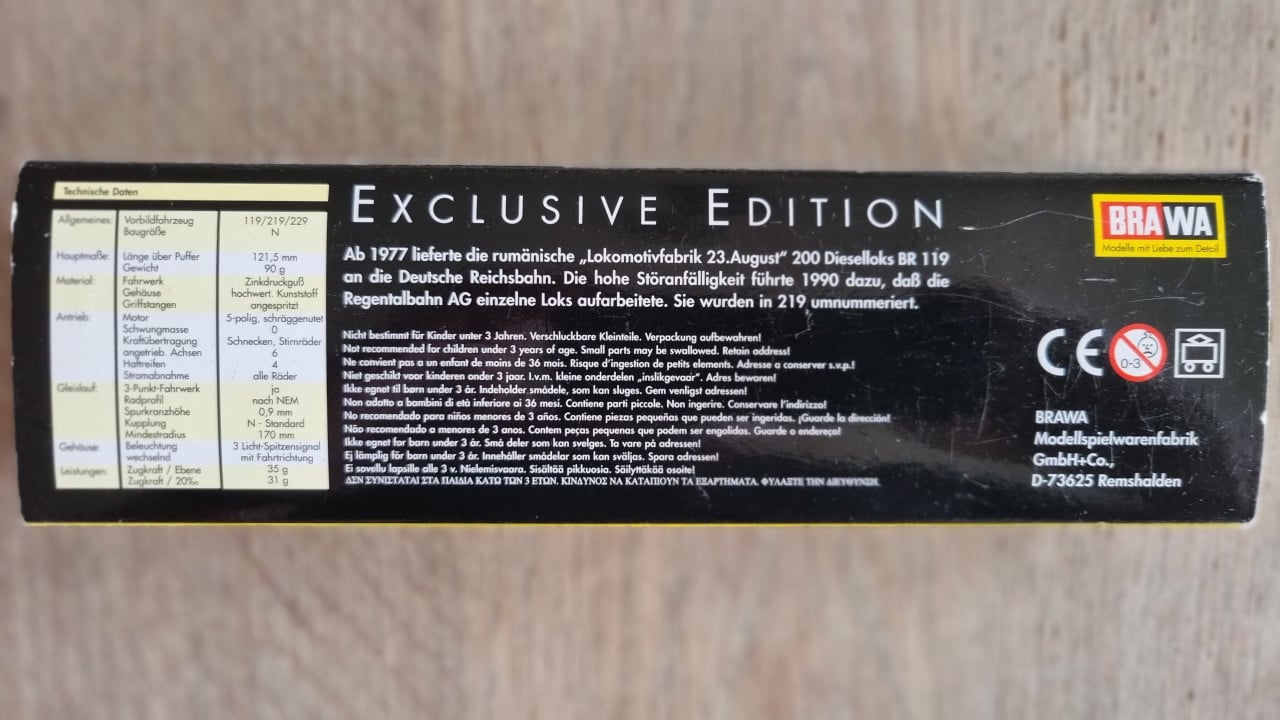 Technische Daten
Allgemeines: Vorbildfahrzeug 119/219/229
Baugröße N
Hauptmaße: Länge über Puffer 121,5 mm
Gewicht 90 g
Material: Fahrwerk Zinkdruckguß
Gehäuse hochwert. Kunststoff
Griffstangen angespritzt
Antrieb: Motor 5-polig, schräggenutet
Schwungmasse 0
Kraftübertragung Schnecken, Stirnräder
angetrieb. Achsen 6
Haftreifen 4
Stromabnahme alle Räder
Gleislauf: 3-Punkt-Fahrwerk ja
Radprofil nach NEM
Spurkranzhöhe 0,9 mm
Kupplung N - Standard
Mindestradius 170 mm
Gehäuse: Beleuchtung 3 Licht-Spitzensignal
wechselnd mit Fahrtrichtung
Leistungen: Zugkraft / Ebene 35 g
Zugkraft / 20‰ 31 g
EXCLUSIVE EDITION
Ab 1977 lieferte die rumänische „Lokomotivfabrik 23.August" 200 Dieselloks BR 119
an die Deutsche Reichsbahn. Die hohe Störanfälligkeit führte 1990 dazu, daß die
Regentalbahn AG einzelne Loks aufarbeitete. Sie wurden in 219 umnummeriert.
Nicht bestimmt für Kinder unter 3 Jahren. Verschluckbare Kleinteile. Verpackung aufbewahren!
Not recommended for children under 3 years of age. Small parts may be swallowed. Retain address!
Ne convient pas a un enfant de moins de 36 mois. Risque d'ingestion de petits elements. Adresse a conserver s.v.p.!
Niet geschikt voor kinderen onder 3 jaar. I.v.m. kleine onderdelen „inslikgevaar". Adres bewaren!
Ikke egnet til børn under 3 år. Indeholder smådele, som kan sluges. Gem venligst adressen!
Non adatto a bambini di età inferiore ai 36 mesi. Contiene parti piccole. Non ingerire. Conservare l'indirizzo!
No recomendado para niños menores de 3 años. Contiene piezas pequeñas que pueden ser ingeridas. ¡Guarde la dirección!
Não recomendado a menores de 3 anos. Contem peças pequenas que podem ser engolidas. Guarde o endereço!
Ikke egnet for barn under 3 år. Små deler som kan svelges. Ta vare på adressen!
Ej lämplig för barn under 3 år. Innehåller smådelar som kan sväljas. Spara adressen!
Ei sovellu lapsille alle 3 v. Nielemisvaara. Sisältää pikkuosia. Säilyttäkää osoite!
ΔΕΝ ΣΥΝΙΣΤΑΤΑΙ ΣΤΑ ΠΑΙΔΙΑ ΚΑΤΩ ΤΩΝ 3 ΕΤΩΝ. ΚΙΝΔΥΝΟΣ ΝΑ ΚΑΤΑΠΙΟΥΝ ΤΑ ΕΞΑΡΤΗΜΑΤΑ. ΦΥΛΑΞΤΕ ΤΗΝ ΔΙΕΥΘΥΝΣΗ.
BRAWA
Modelle mit Liebe zum Detail
CE
0-3
BRAWA
Modellspielwarenfabrik
GmbH+Co.,
D-73625 Remshalden